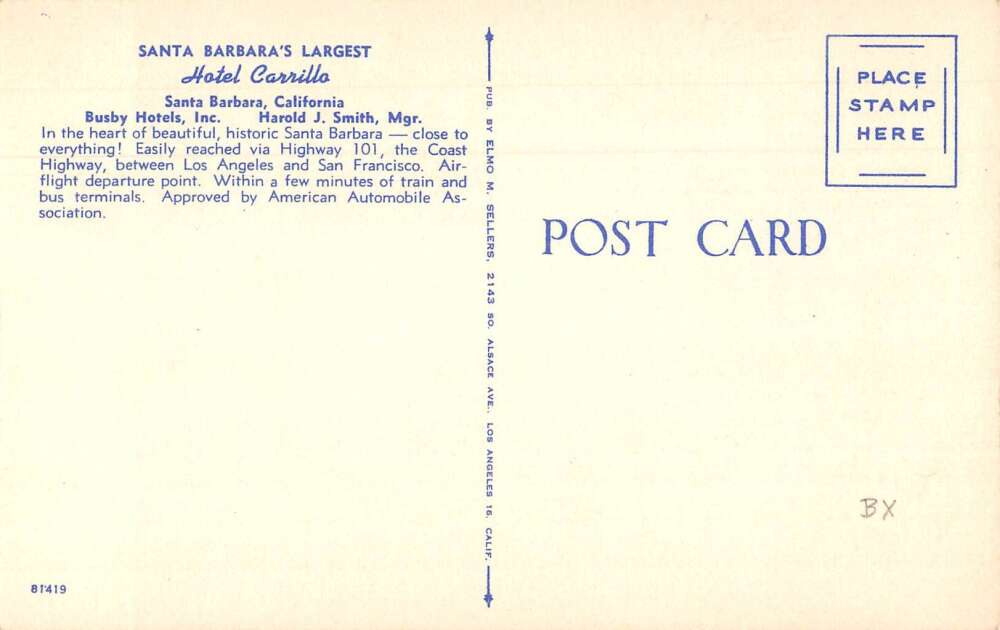 SANTA BARBARA'S LARGEST
Hotel Carrillo
Santa Barbara, California
Busby Hotels, Inc. Harold J. Smith, Mgr.
In the heart of beautiful, historic Santa Barbara — close to
everything! Easily reached via Highway 101, the Coast
Highway, between Los Angeles and San Francisco. Air-
flight departure point. Within a few minutes of train and
bus terminals. Approved by American Automobile As-
sociation.
81419
PUB. BY ELMO M. SELLERS, 2143 SO. ALSACE AVE., LOS ANGELES 16, CALIF.
PLACE
STAMP
HERE
POST CARD
BX